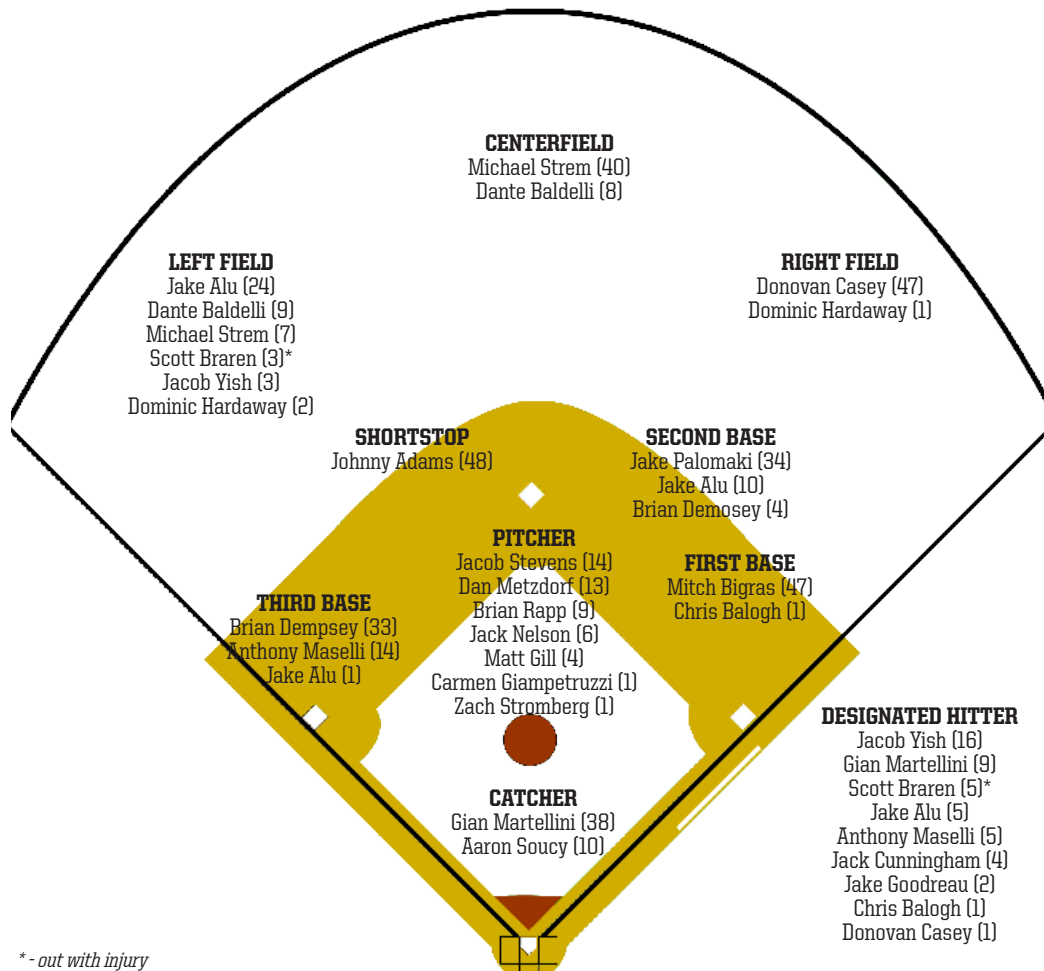 CENTERFIELD
Michael Strem (40)
Dante Baldelli (8)
LEFT FIELD
Jake Alu (24)
Dante Baldelli (9)
Michael Strem (7)
Scott Braren (3)*
Jacob Yish (3)
Dominic Hardaway (2)
RIGHT FIELD
Donovan Casey (47)
Dominic Hardaway (1)
SHORTSTOP
Johnny Adams (48)
SECOND BASE
Jake Palomaki (34)
Jake Alu (10)
Brian Demosey (4)
PITCHER
Jacob Stevens (14)
Dan Metzdorf (13)
Brian Rapp (9)
Jack Nelson (6)
Matt Gill (4)
Carmen Giampetruzzi (1)
Zach Stromberg (1)
FIRST BASE
Mitch Bigras (47)
Chris Balogh (1)
THIRD BASE
Brian Dempsey (33)
Anthony Maselli (14)
Jake Alu (1)
CATCHER
Gian Martellini (38)
Aaron Soucy (10)
DESIGNATED HITTER
Jacob Yish (16)
Gian Martellini (9)
Scott Braren (5)*
Jake Alu (5)
Anthony Maselli (5)
Jack Cunningham (4)
Jake Goodreau (2)
Chris Balogh (1)
Donovan Casey (1)
* - out with injury